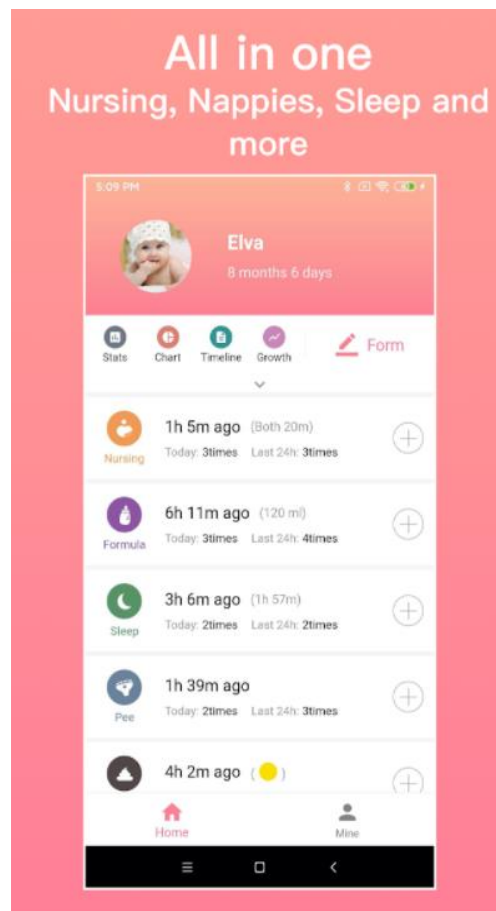 All in one
Nursing, Nappies, Sleep and
more
5:09 PM
Elva
8 months 6 days
Stats
Chart
Timeline
Growth
Form
1h 5m ago (Both 20m)
Nursing
Today: 3times Last 24h: 3times
6h 11m ago (120 ml)
Formula
Today: 3times Last 24h: 4times
3h 6m ago (1h 57m)
Sleep
Today: 2times Last 24h: 2times
1h 39m ago
Pee
Today: 2times Last 24h: 3times
4h 2m ago ( )
Home
Mine